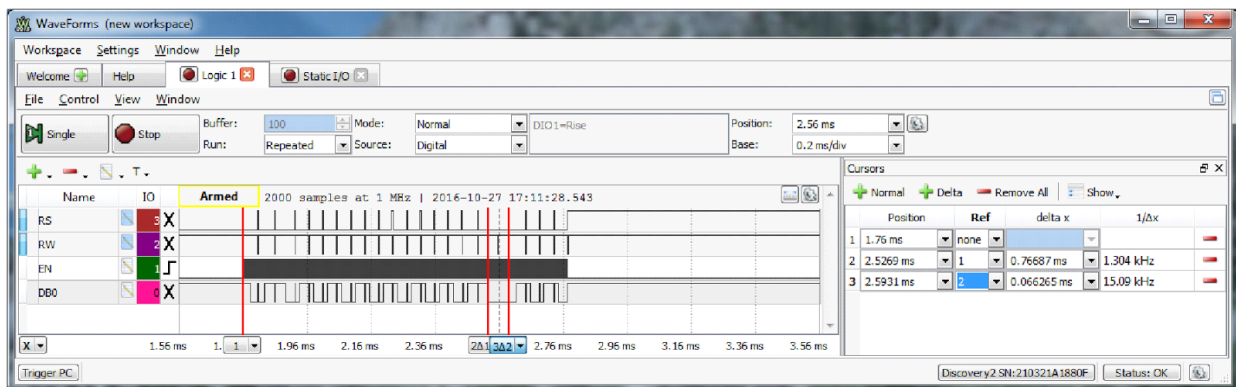 WaveForms (new workspace)
Workspace Settings Window Help
Welcome Help Logic 1 Static I/O
File Control View Window
Single Stop Buffer: 100 Mode: Normal DIO1=Rise Position: 2.56 ms
Run: Repeated Source: Digital Base: 0.2 ms/div
T
Cursors
Normal Delta Remove All Show
Name IO Armed 2000 samples at 1 MHz | 2016-10-27 17:11:28.543
Position Ref delta x 1/Δx
RS 3 X
1 1.76 ms none
RW 2 X
2 2.5269 ms 1 0.76687 ms 1.304 kHz
EN 1
3 2.5931 ms 2 0.066265 ms 15.09 kHz
DB0 X
X 1.56 ms 1. 1 1.96 ms 2.16 ms 2.36 ms 2Δ1 3Δ2 2.76 ms 2.96 ms 3.16 ms 3.36 ms 3.56 ms
Trigger PC Discovery2 SN:210321A1880F Status: OK